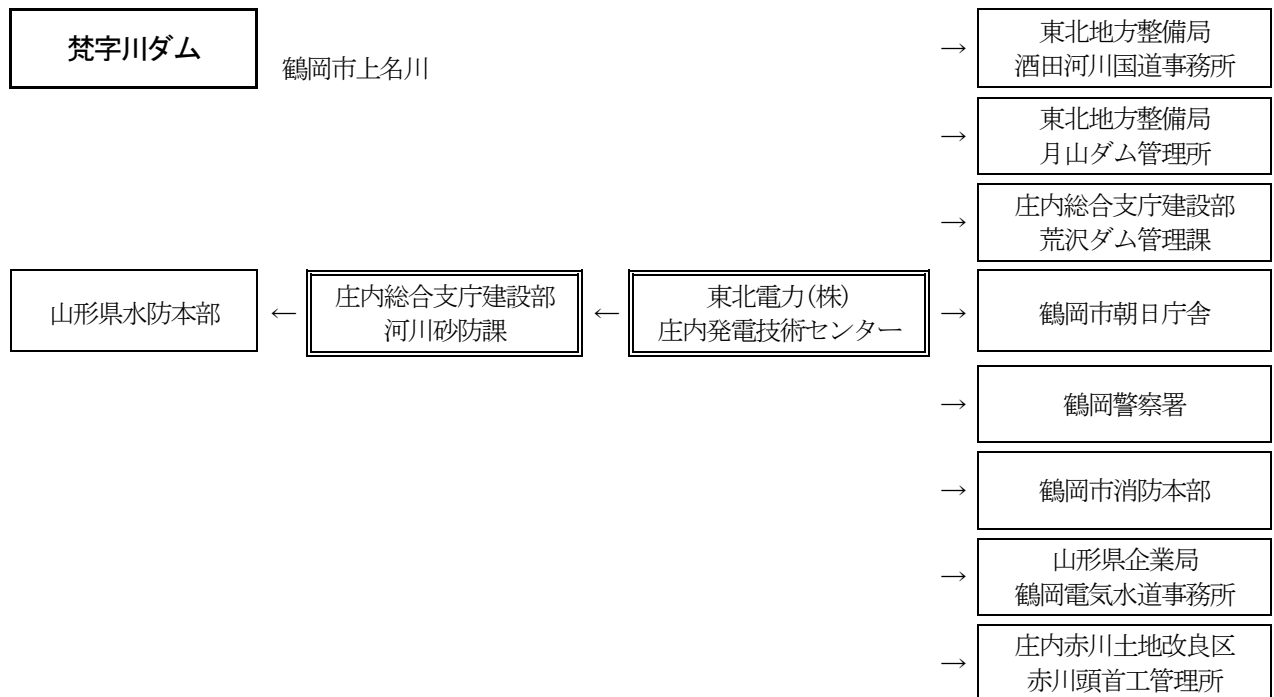 梵字川ダム
鶴岡市上名川
→
東北地方整備局
酒田河川国道事務所
→
東北地方整備局
月山ダム管理所
→
庄内総合支庁建設部
荒沢ダム管理課
山形県水防本部
←
庄内総合支庁建設部
河川砂防課
←
東北電力(株)
庄内発電技術センター
→
鶴岡市朝日庁舎
→
鶴岡警察署
→
鶴岡市消防本部
→
山形県企業局
鶴岡電気水道事務所
→
庄内赤川土地改良区
赤川頭首工管理所